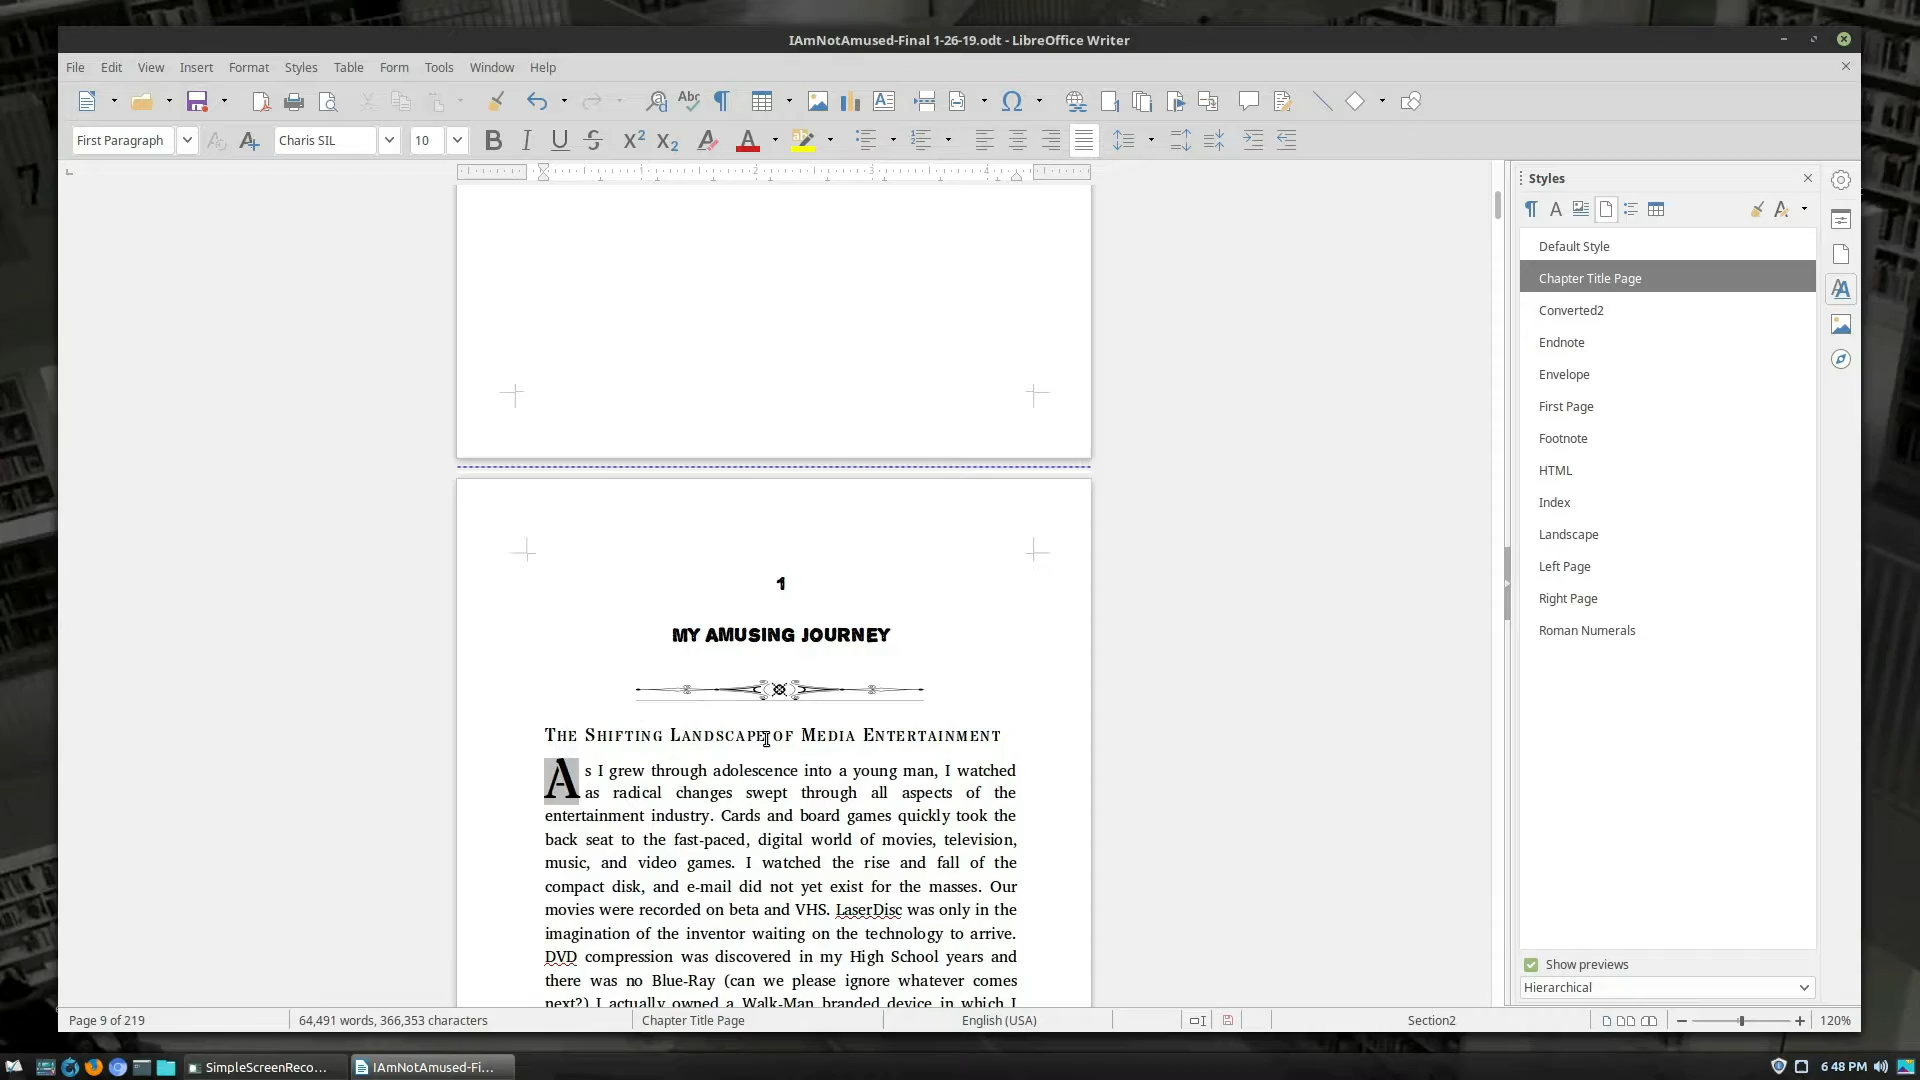 IAmNotAmused-Final 1-26-19.odt - LibreOffice Writer
File Edit View Insert Format Styles Table Form Tools Window Help
First Paragraph Charis SIL 10
Styles
Default Style
Chapter Title Page
Converted2
Endnote
Envelope
First Page
Footnote
HTML
Index
Landscape
Left Page
Right Page
Roman Numerals
Show previews
Hierarchical
1
MY AMUSING JOURNEY
The Shifting Landscape of Media Entertainment
As I grew through adolescence into a young man, I watched
as radical changes swept through all aspects of the
entertainment industry. Cards and board games quickly took the
back seat to the fast-paced, digital world of movies, television,
music, and video games. I watched the rise and fall of the
compact disk, and e-mail did not yet exist for the masses. Our
movies were recorded on beta and VHS. LaserDisc was only in the
imagination of the inventor waiting on the technology to arrive.
DVD compression was discovered in my High School years and
there was no Blue-Ray (can we please ignore whatever comes
next?) I actually owned a Walk-Man branded device in which I
Page 9 of 219 64,491 words, 366,353 characters Chapter Title Page English (USA) Section2 120%
SimpleScreenReco... IAmNotAmused-Fi... 6:48 PM